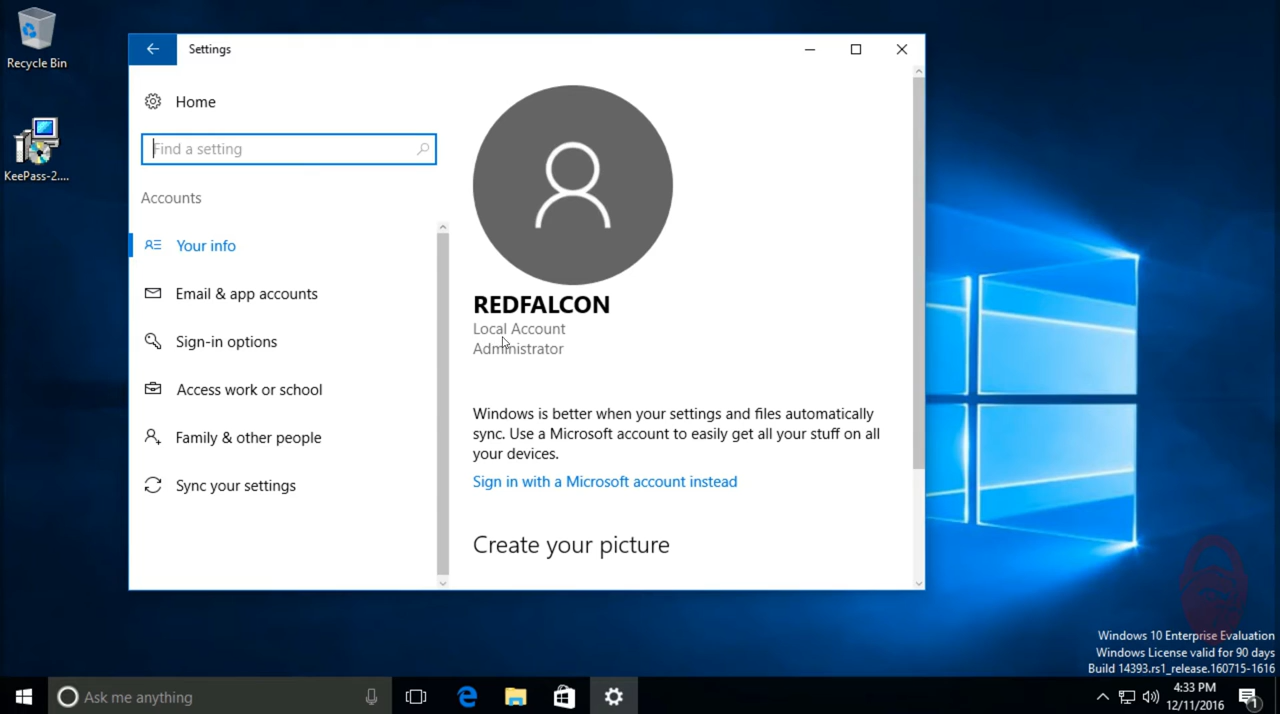 Recycle Bin
KeePass-2....
Settings
Home
Find a setting
Accounts
Your info
Email & app accounts
Sign-in options
Access work or school
Family & other people
Sync your settings
REDFALCON
Local Account
Administrator
Windows is better when your settings and files automatically
sync. Use a Microsoft account to easily get all your stuff on all
your devices.
Sign in with a Microsoft account instead
Create your picture
Windows 10 Enterprise Evaluation
Windows License valid for 90 days
Build 14393.rs1_release.160715-1616
Ask me anything
4:33 PM
12/11/2016
1